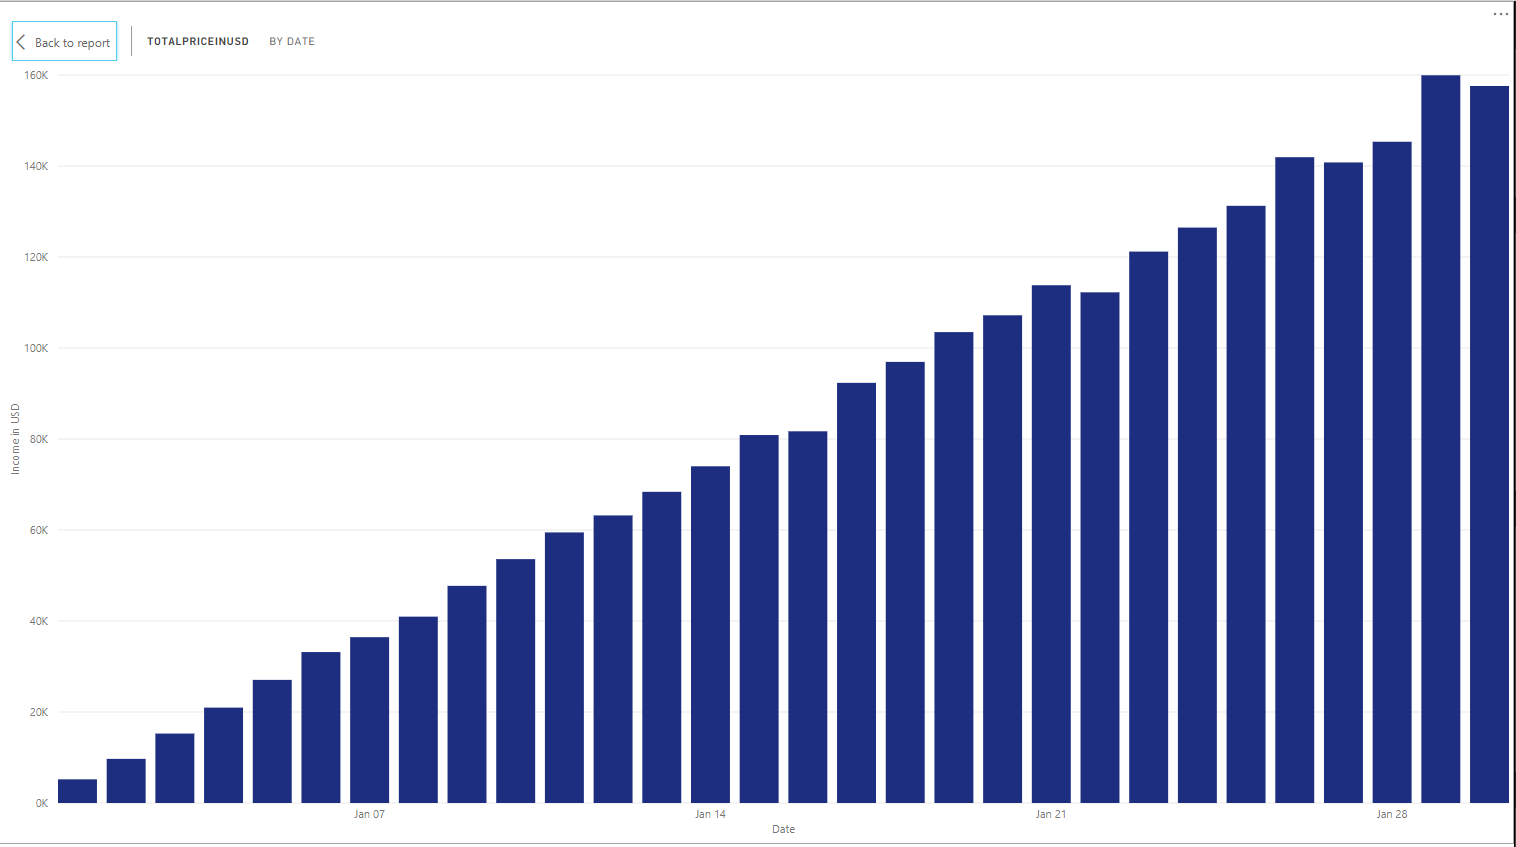 Back to report
TOTALPRICEINUSD BY DATE
160K
140K
120K
100K
80K
60K
40K
20K
0K
Income in USD
Jan 07 Jan 14 Jan 21 Jan 28
Date